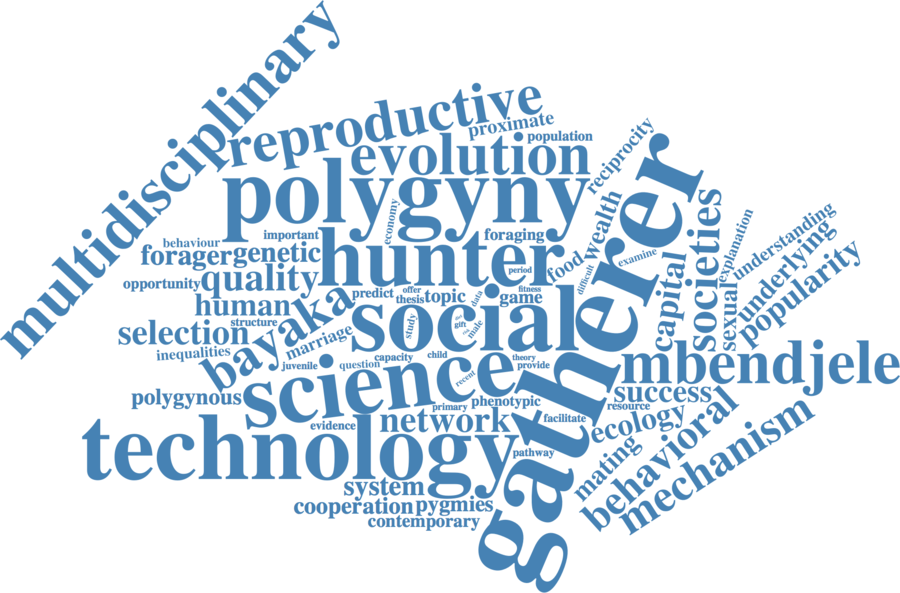 multidisciplinary
reproductive
proximate
population
evolution
reciprocity
polygyny
gatherer
economy
wealth
societies
explanation
understanding
important
behaviour
forager
genetic
hunter
foraging
food
examine
capital
sexual
underlying
popularity
opportunity
quality
period
difficult
human
bayaka
predict
offer
thesis
topic
data
game
fitness
selection
structure
marriage
social
study
gift
male
inequalities
juvenile
question
capacity
child
theory
provide
mbendjele
polygynous
science
recent
primary
phenotypic
success
resource
evidence
network
facilitate
ecology
technology
pathway
mating
behavioral
mechanism
system
cooperation
pygmies
contemporary